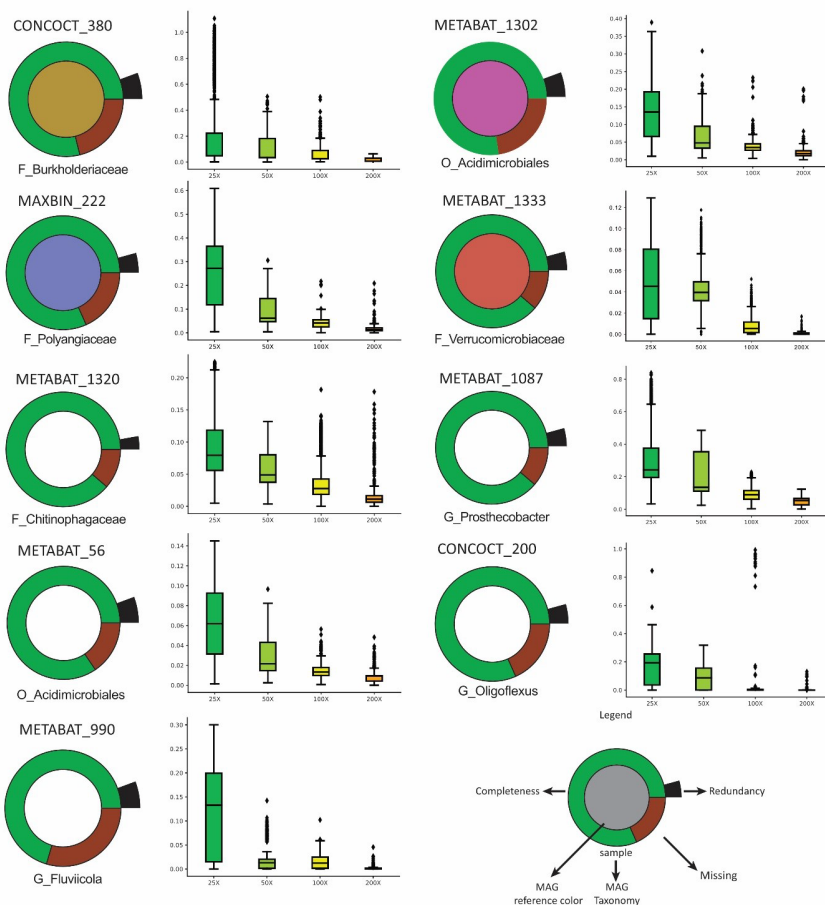 CONCOCT_380
1.0
0.8
0.6
0.4
0.2
0.0
25X 50X 100X 200X
F_Burkholderiaceae
METABAT_1302
0.40
0.35
0.30
0.25
0.20
0.15
0.10
0.05
0.00
25X 50X 100X 200X
O_Acidimicrobiales
MAXBIN_222
0.6
0.5
0.4
0.3
0.2
0.1
0.0
25X 50X 100X 200X
F_Polyangiaceae
METABAT_1333
0.12
0.10
0.08
0.06
0.04
0.02
0.00
25X 50X 100X 200X
F_Verrucomicrobiaceae
METABAT_1320
0.20
0.15
0.10
0.05
0.00
25X 50X 100X 200X
F_Chitinophagaceae
METABAT_1087
0.8
0.6
0.4
0.2
0.0
25X 50X 100X 200X
G_Prosthecobacter
METABAT_56
0.14
0.12
0.10
0.08
0.06
0.04
0.02
0.00
25X 50X 100X 200X
O_Acidimicrobiales
CONCOCT_200
1.0
0.8
0.6
0.4
0.2
0.0
25X 50X 100X 200X
G_Oligoflexus
METABAT_990
0.30
0.25
0.20
0.15
0.10
0.05
0.00
25X 50X 100X 200X
G_Fluviicola
Legend
Completeness
Redundancy
sample
Missing
MAG
reference color
MAG
Taxonomy